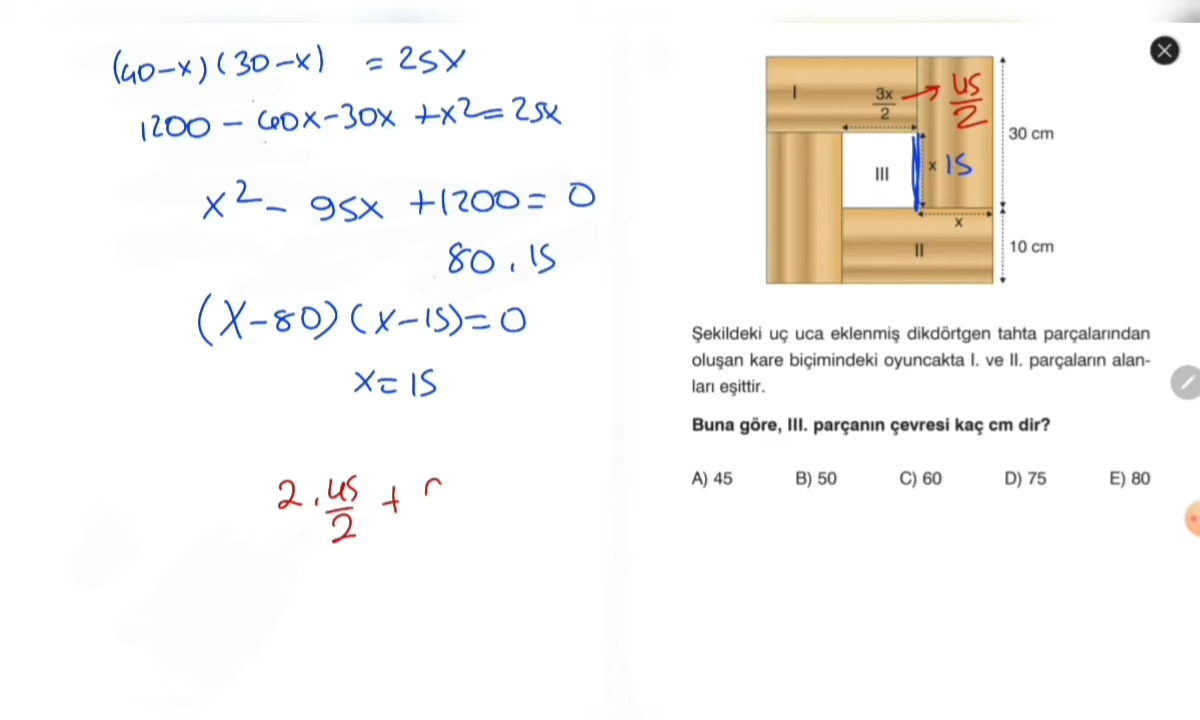 (40-x)(30-x) = 25x
1200 - 40x-30x +x2=25x
x2- 95x +1200= 0
80.15
(x-80)(x-15)=0
x=15
2.45/2 +
I
3x/2
45/2
30 cm
III
x
15
x
II
10 cm
Şekildeki uç uca eklenmiş dikdörtgen tahta parçalarından
oluşan kare biçimindeki oyuncakta I. ve II. parçaların alan-
ları eşittir.
Buna göre, III. parçanın çevresi kaç cm dir?
A) 45 B) 50 C) 60 D) 75 E) 80